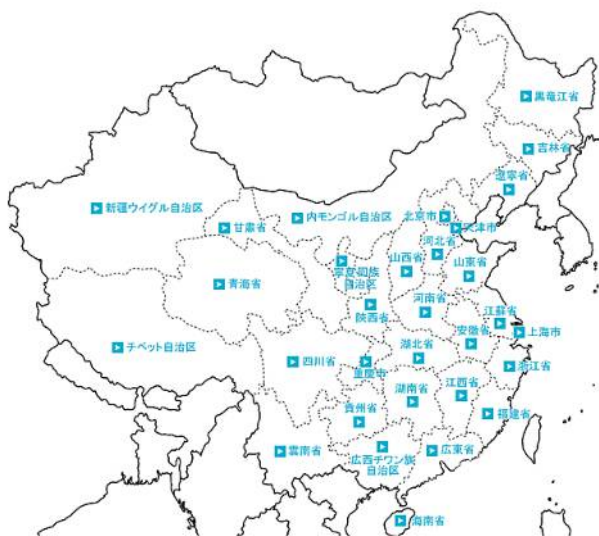 黒竜江省
吉林省
遼寧省
新疆ウイグル自治区
内モンゴル自治区
北京市
天津市
甘粛省
河北省
山西省
山東省
寧夏回族
自治区
青海省
陝西省
河南省
江蘇省
上海市
安徽省
チベット自治区
四川省
重慶市
湖北省
浙江省
湖南省
江西省
貴州省
福建省
雲南省
広西チワン族
自治区
広東省
海南省